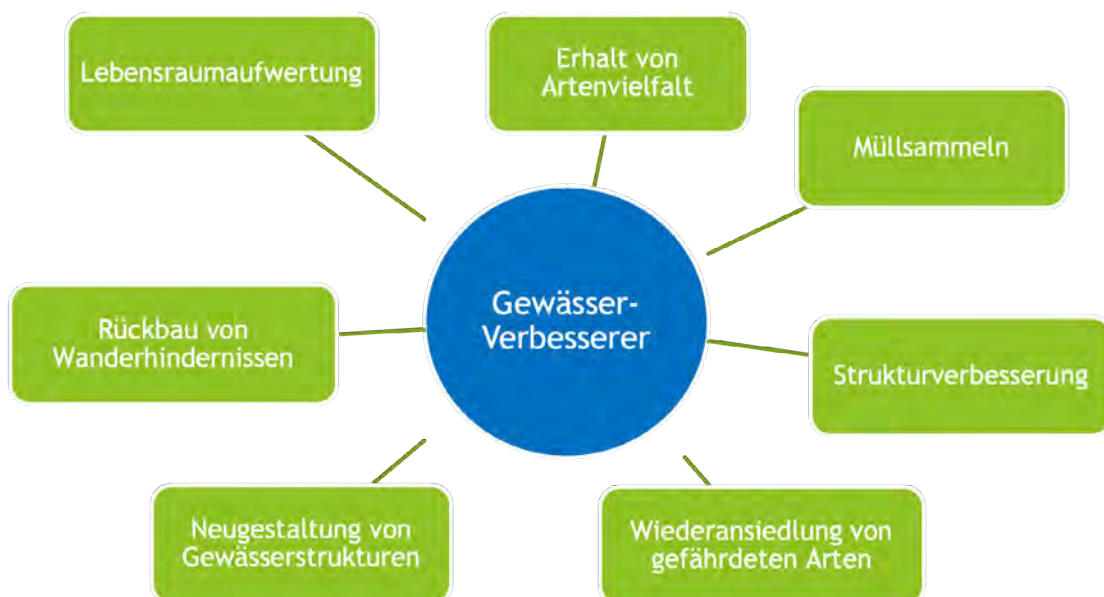 Lebensraumaufwertung
Erhalt von
Artenvielfalt
Müllsammeln
Gewässer-
Verbesserer
Rückbau von
Wanderhindernissen
Strukturverbesserung
Neugestaltung von
Gewässerstrukturen
Wiederansiedlung von
gefährdeten Arten